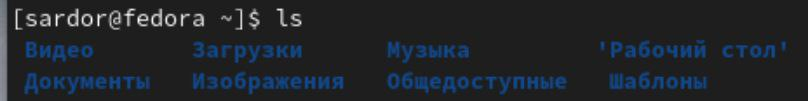 [sardor@fedora ~]$ ls
Видео Загрузки Музыка 'Рабочий стол'
Документы Изображения Общедоступные Шаблоны